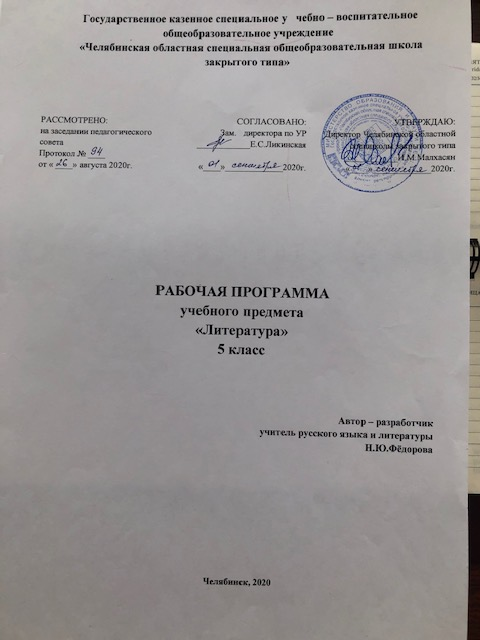 Государственное казенное специальное у чебно – воспитательное
общеобразовательное учреждение
«Челябинская областная специальная общеобразовательная школа
закрытого типа»
РАССМОТРЕНО:
на заседании педагогического
совета
Протокол № 94
от « 26 » августа 2020г.
СОГЛАСОВАНО:
Зам. директора по УР
Е.С.Ликинская
« 01 » сентября 2020г.
УТВЕРЖДАЮ:
Директор Челябинской областной
закрытого типа
И.М.Малхасян
сентября 2020г.
РАБОЧАЯ ПРОГРАММА
учебного предмета
«Литература»
5 класс
Автор – разработчик
учитель русского языка и литературы
Н.Ю.Фёдорова
Челябинск, 2020